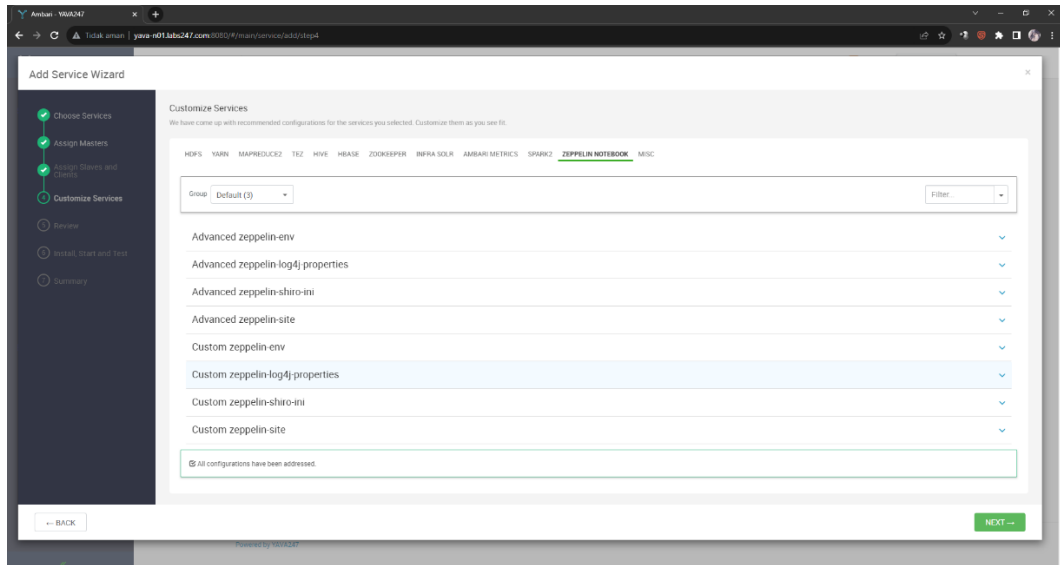 Ambari - YAVA247
Tidak aman | yava-n01.labs247.com:8080/#/main/service/add/step4
Add Service Wizard
Choose Services
Assign Masters
Assign Slaves and
Clients
4 Customize Services
5 Review
6 Install, Start and Test
7 Summary
Customize Services
We have come up with recommended configurations for the services you selected. Customize them as you see fit.
HDFS YARN MAPREDUCE2 TEZ HIVE HBASE ZOOKEEPER INFRA SOLR AMBARI METRICS SPARK2 ZEPPELIN NOTEBOOK MISC
Group Default (3) Filter...
Advanced zeppelin-env
Advanced zeppelin-log4j-properties
Advanced zeppelin-shiro-ini
Advanced zeppelin-site
Custom zeppelin-env
Custom zeppelin-log4j-properties
Custom zeppelin-shiro-ini
Custom zeppelin-site
All configurations have been addressed.
← BACK NEXT →
Powered by YAVA247